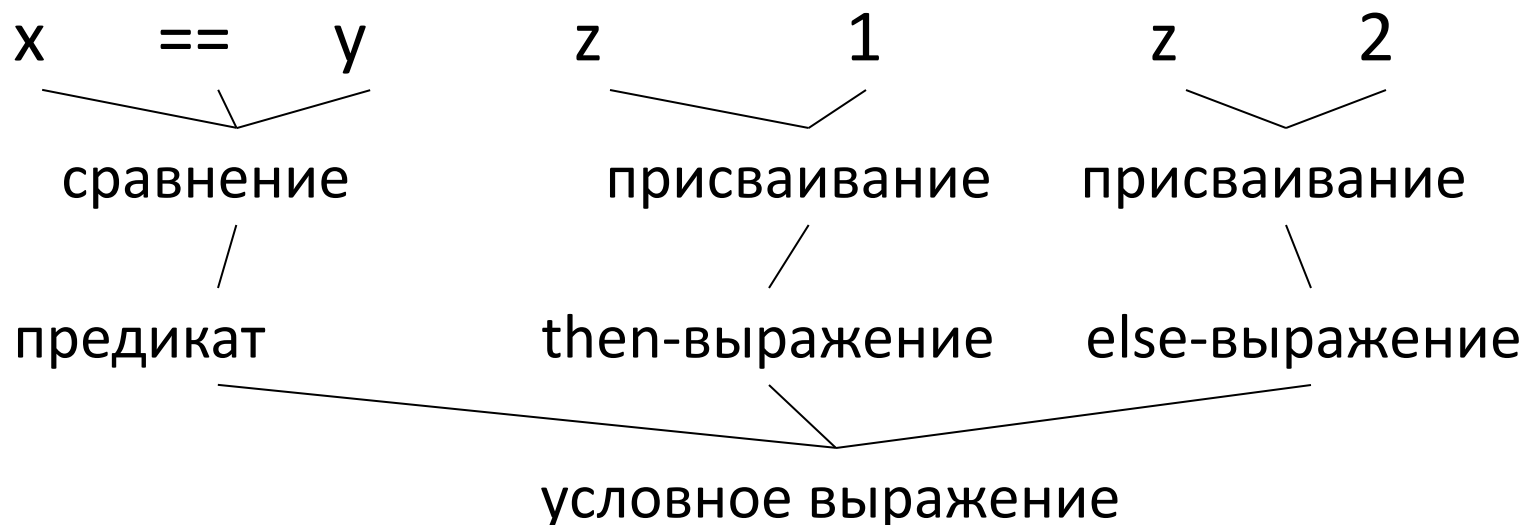 x == y z 1 z 2
сравнение присваивание присваивание
предикат then-выражение else-выражение
условное выражение